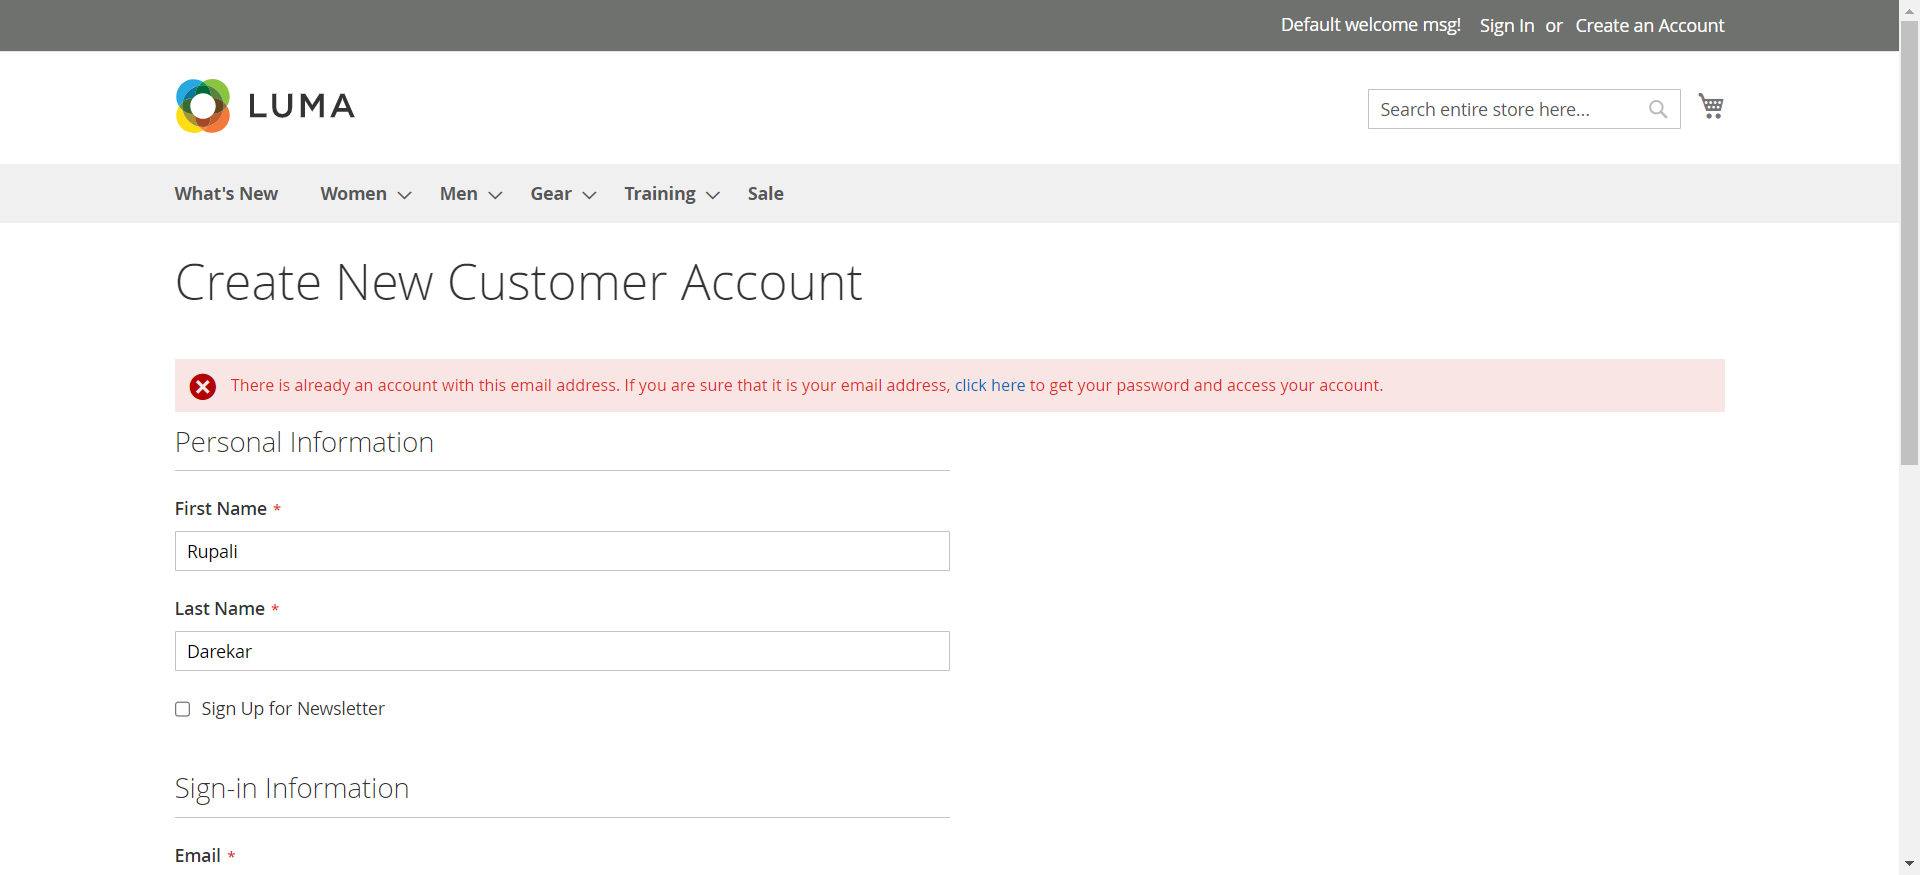 Default welcome msg! Sign In or Create an Account
LUMA
Search entire store here...
What's New Women Men Gear Training Sale
Create New Customer Account
There is already an account with this email address. If you are sure that it is your email address, click here to get your password and access your account.
Personal Information
First Name *
Rupali
Last Name *
Darekar
Sign Up for Newsletter
Sign-in Information
Email *